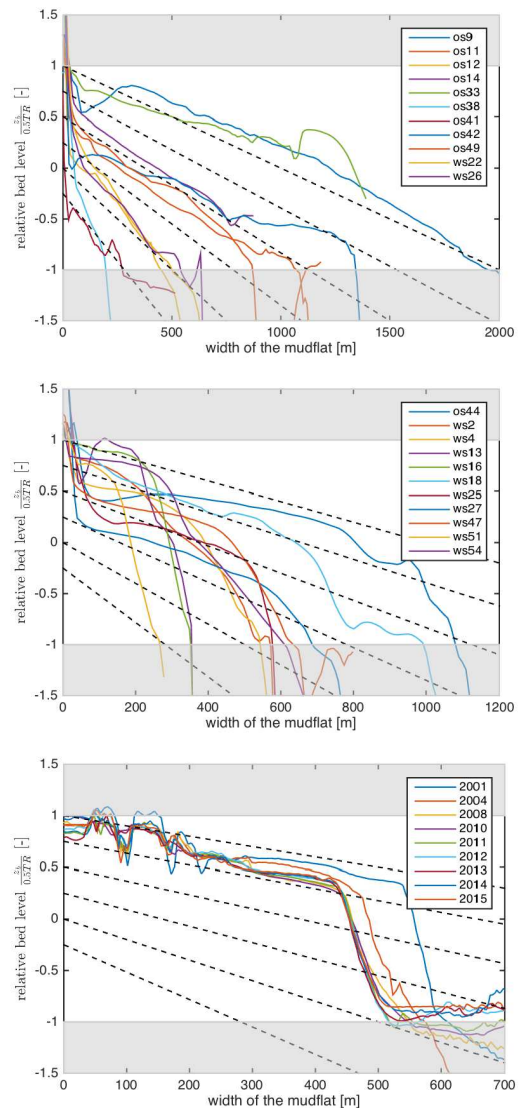 1.5
1
0.5
0
-0.5
-1
-1.5
relative bed level z_b/0.5TR [-]
0 500 1000 1500 2000
width of the mudflat [m]
os9
os11
os12
os14
os33
os38
os41
os42
os49
ws22
ws26
1.5
1
0.5
0
-0.5
-1
-1.5
relative bed level z_b/0.5TR [-]
0 200 400 600 800 1000 1200
width of the mudflat [m]
os44
ws2
ws4
ws13
ws16
ws18
ws25
ws27
ws47
ws51
ws54
1.5
1
0.5
0
-0.5
-1
-1.5
relative bed level z_b/0.5TR [-]
0 100 200 300 400 500 600 700
width of the mudflat [m]
2001
2004
2008
2010
2011
2012
2013
2014
2015